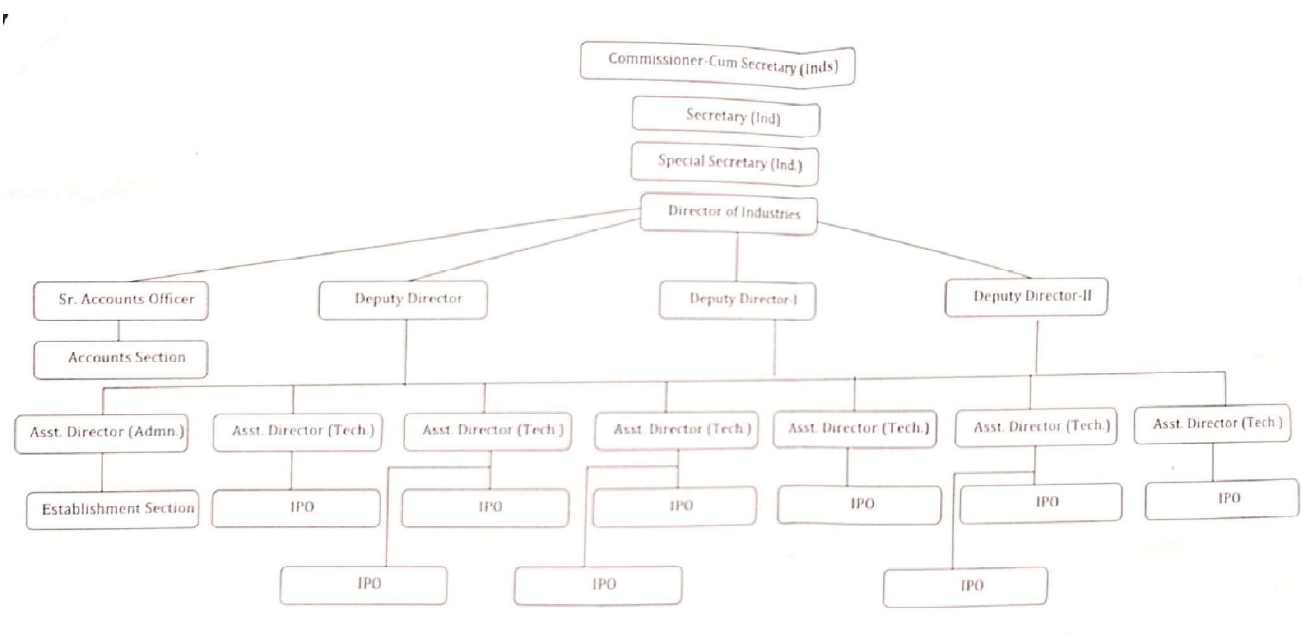 Commissioner-Cum Secretary (Inds)
Secretary (Ind)
Special Secretary (Ind.)
Director of Industries
Sr. Accounts Officer
Deputy Director
Deputy Director-I
Deputy Director-II
Accounts Section
Asst. Director (Admn.)
Asst. Director (Tech.)
Asst. Director (Tech.)
Asst. Director (Tech.)
Asst. Director (Tech.)
Asst. Director (Tech.)
Asst. Director (Tech.)
Establishment Section
IPO
IPO
IPO
IPO
IPO
IPO
IPO
IPO
IPO